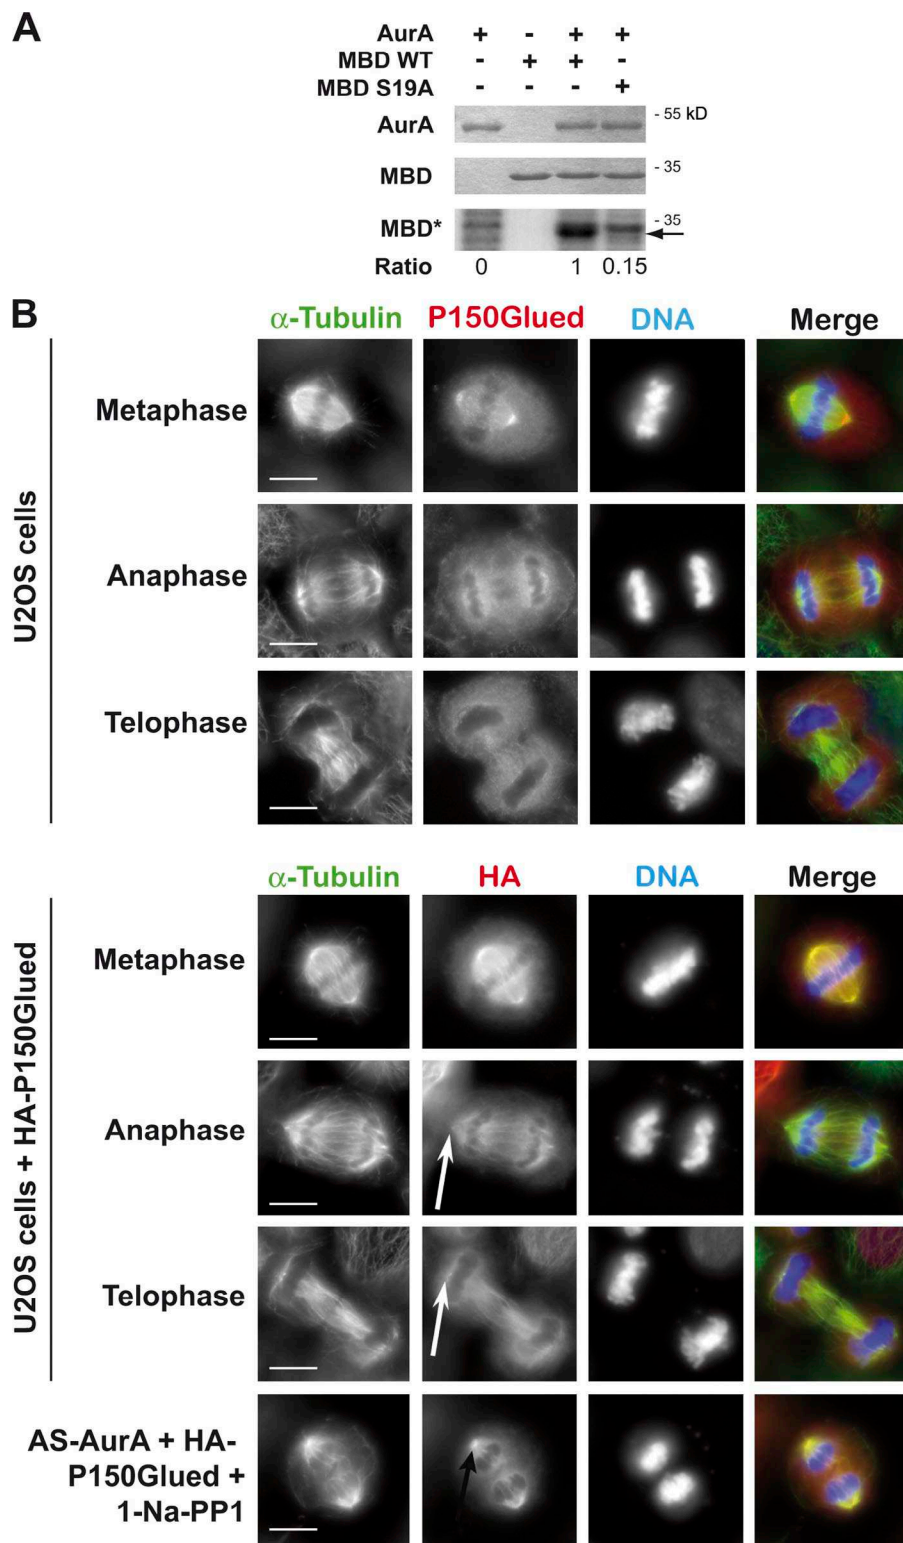 A
AurA + - + +
MBD WT - + + -
MBD S19A - - - +
AurA - 55 kD
MBD - 35
MBD* - 35
Ratio 0 1 0.15
B
α-Tubulin P150Glued DNA Merge
U2OS cells
Metaphase
Anaphase
Telophase
α-Tubulin HA DNA Merge
U2OS cells + HA-P150Glued
Metaphase
Anaphase
Telophase
AS-AurA + HA-
P150Glued +
1-Na-PP1